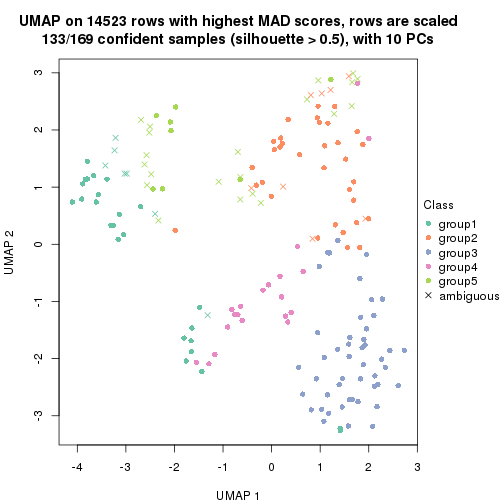 UMAP on 14523 rows with highest MAD scores, rows are scaled
133/169 confident samples (silhouette > 0.5), with 10 PCs
3
2
1
0
-1
-2
-3
UMAP 2
-4
-3
-2
-1
0
1
2
3
UMAP 1
Class
group1
group2
group3
group4
group5
ambiguous